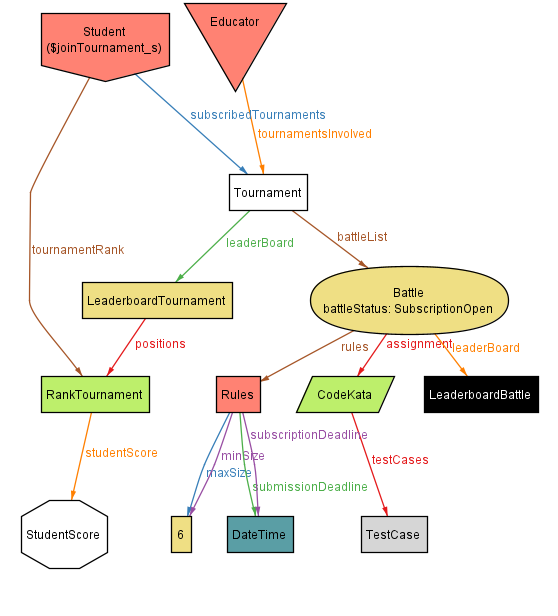 Student
($joinTournament_s)
Educator
subscribedTournaments
tournamentsInvolved
Tournament
battleList
leaderBoard
tournamentRank
LeaderboardTournament
Battle
battleStatus: SubscriptionOpen
positions
rules
assignment
leaderBoard
RankTournament
Rules
CodeKata
LeaderboardBattle
subscriptionDeadline
studentScore
minSize
testCases
maxSize
submissionDeadline
StudentScore
6
DateTime
TestCase